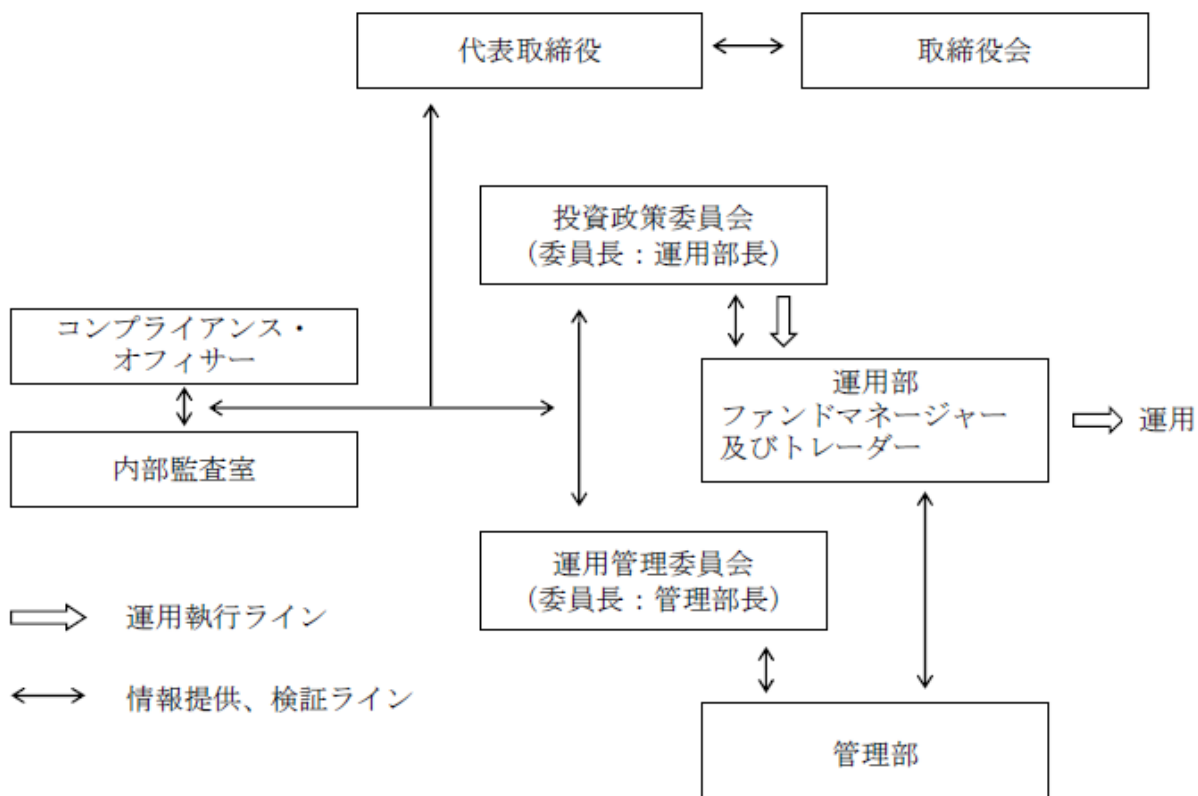 代表取締役
取締役会
投資政策委員会
（委員長：運用部長）
コンプライアンス・
オフィサー
内部監査室
運用部
ファンドマネージャー
及びトレーダー
運用
運用管理委員会
（委員長：管理部長）
運用執行ライン
情報提供、検証ライン
管理部